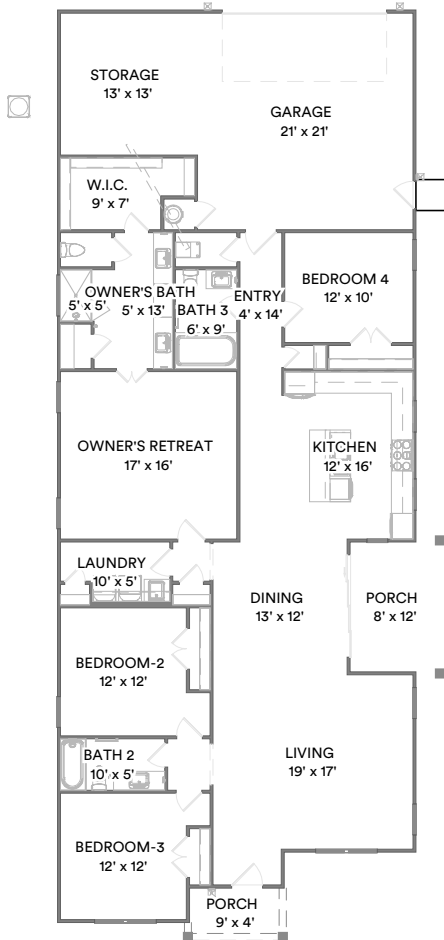 STORAGE
13' x 13'
GARAGE
21' x 21'
W.I.C.
9' x 7'
BEDROOM 4
12' x 10'
OWNER'S BATH
5' x 5'
5' x 13'
BATH 3
6' x 9'
ENTRY
4' x 14'
OWNER'S RETREAT
17' x 16'
KITCHEN
12' x 16'
LAUNDRY
10' x 5'
DINING
13' x 12'
PORCH
8' x 12'
BEDROOM-2
12' x 12'
BATH 2
10' x 5'
LIVING
19' x 17'
BEDROOM-3
12' x 12'
PORCH
9' x 4'